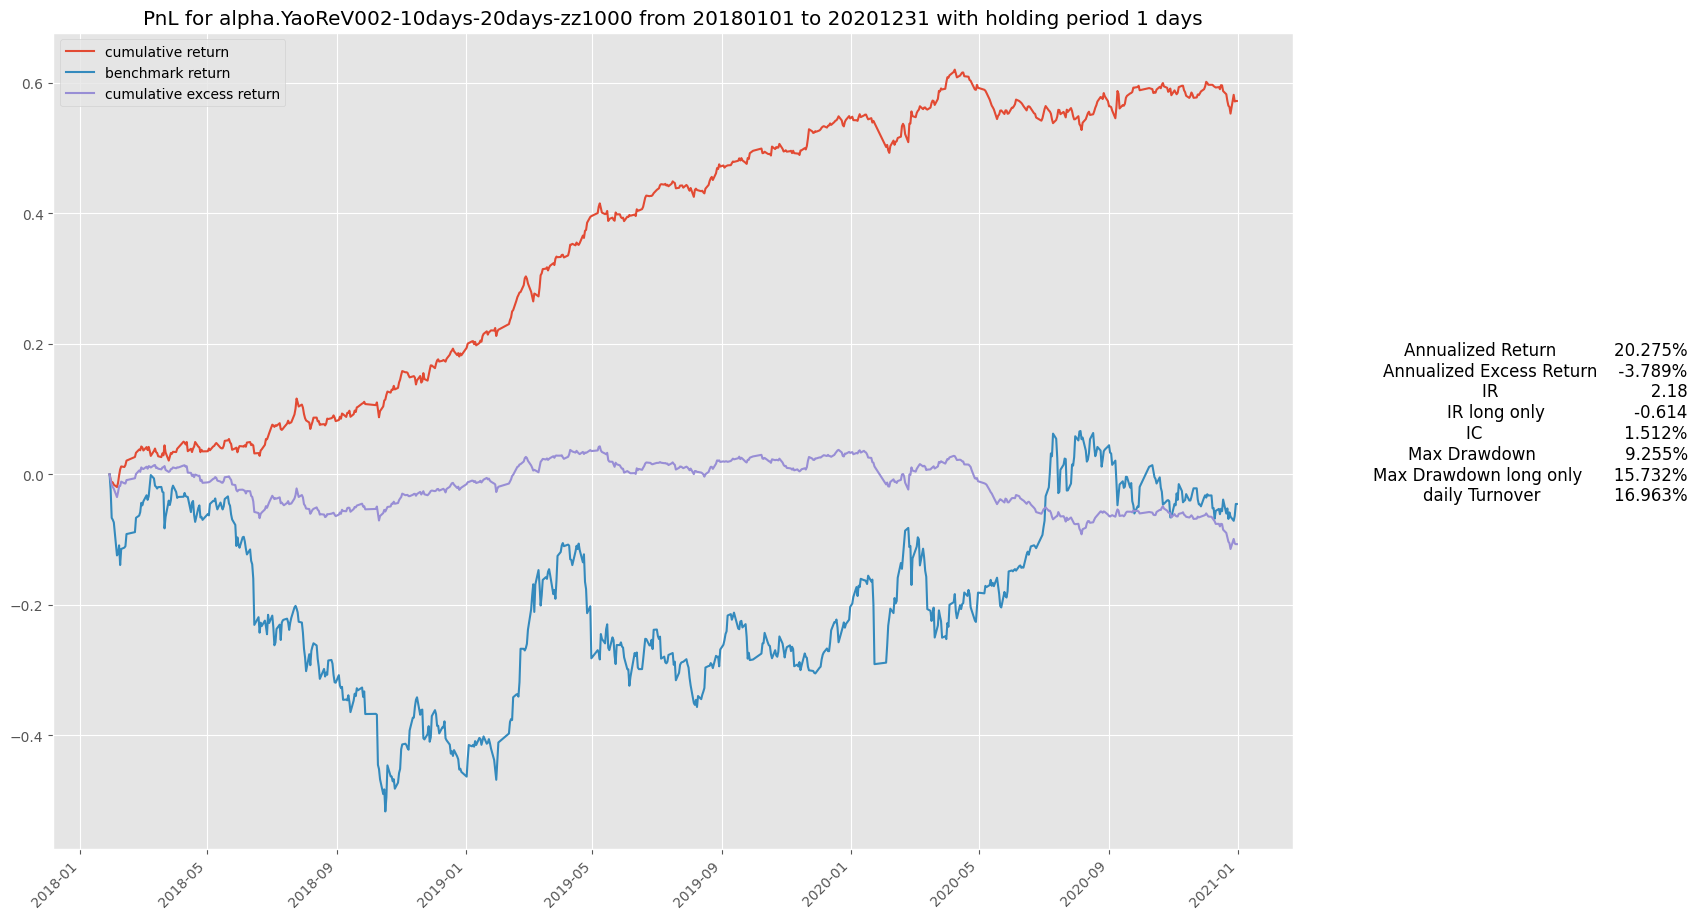 PnL for alpha.YaoReV002-10days-20days-zz1000 from 20180101 to 20201231 with holding period 1 days
cumulative return
benchmark return
cumulative excess return
0.6
0.4
0.2
0.0
−0.2
−0.4
2018-01
2018-05
2018-09
2019-01
2019-05
2019-09
2020-01
2020-05
2020-09
2021-01
Annualized Return 20.275%
Annualized Excess Return -3.789%
IR 2.18
IR long only -0.614
IC 1.512%
Max Drawdown 9.255%
Max Drawdown long only 15.732%
daily Turnover 16.963%